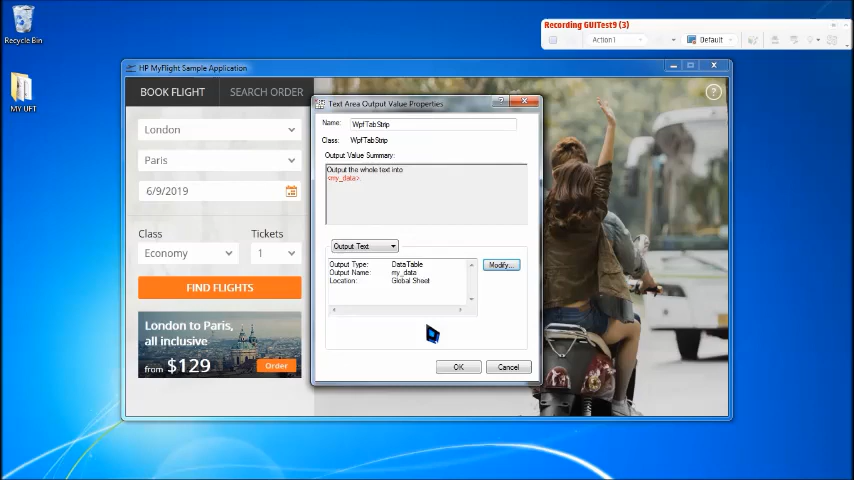 Recycle Bin
MY UFT
Recording GUITest9 (3)
Action1
Default
HP MyFlight Sample Application
BOOK FLIGHT
SEARCH ORDER
?
London
Paris
6/9/2019
Class
Tickets
Economy
1
FIND FLIGHTS
London to Paris,
all inclusive
from $129
Order
Text Area Output Value Properties
Name:
WpfTabStrip
Class:
WpfTabStrip
Output Value Summary:
Output the whole text into
<my_data>.
Output Text
Output Type: DataTable
Output Name: my_data
Location: Global Sheet
Modify...
OK
Cancel